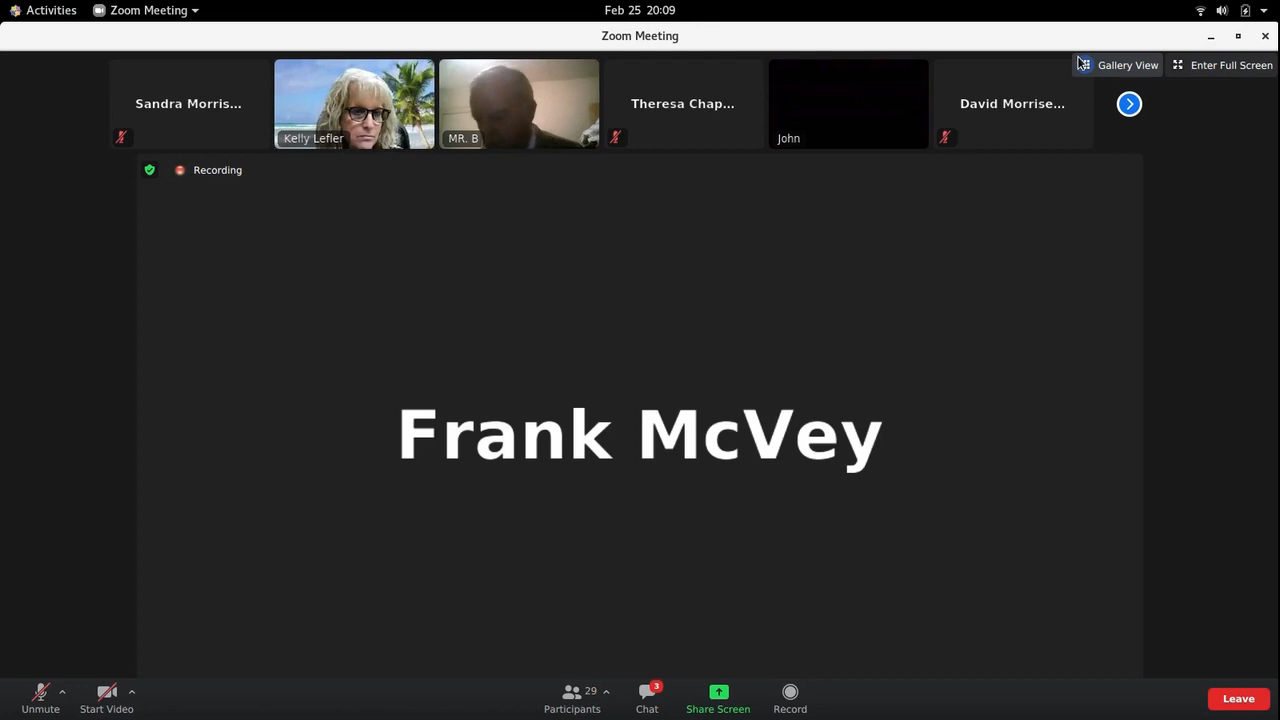 Activities Zoom Meeting Feb 25 20:09
Zoom Meeting
Gallery View Enter Full Screen
Sandra Morris... Kelly Lefler MR. B Theresa Chap... John David Morrise...
Recording
Frank McVey
Unmute Start Video 29 Participants 3 Chat Share Screen Record Leave